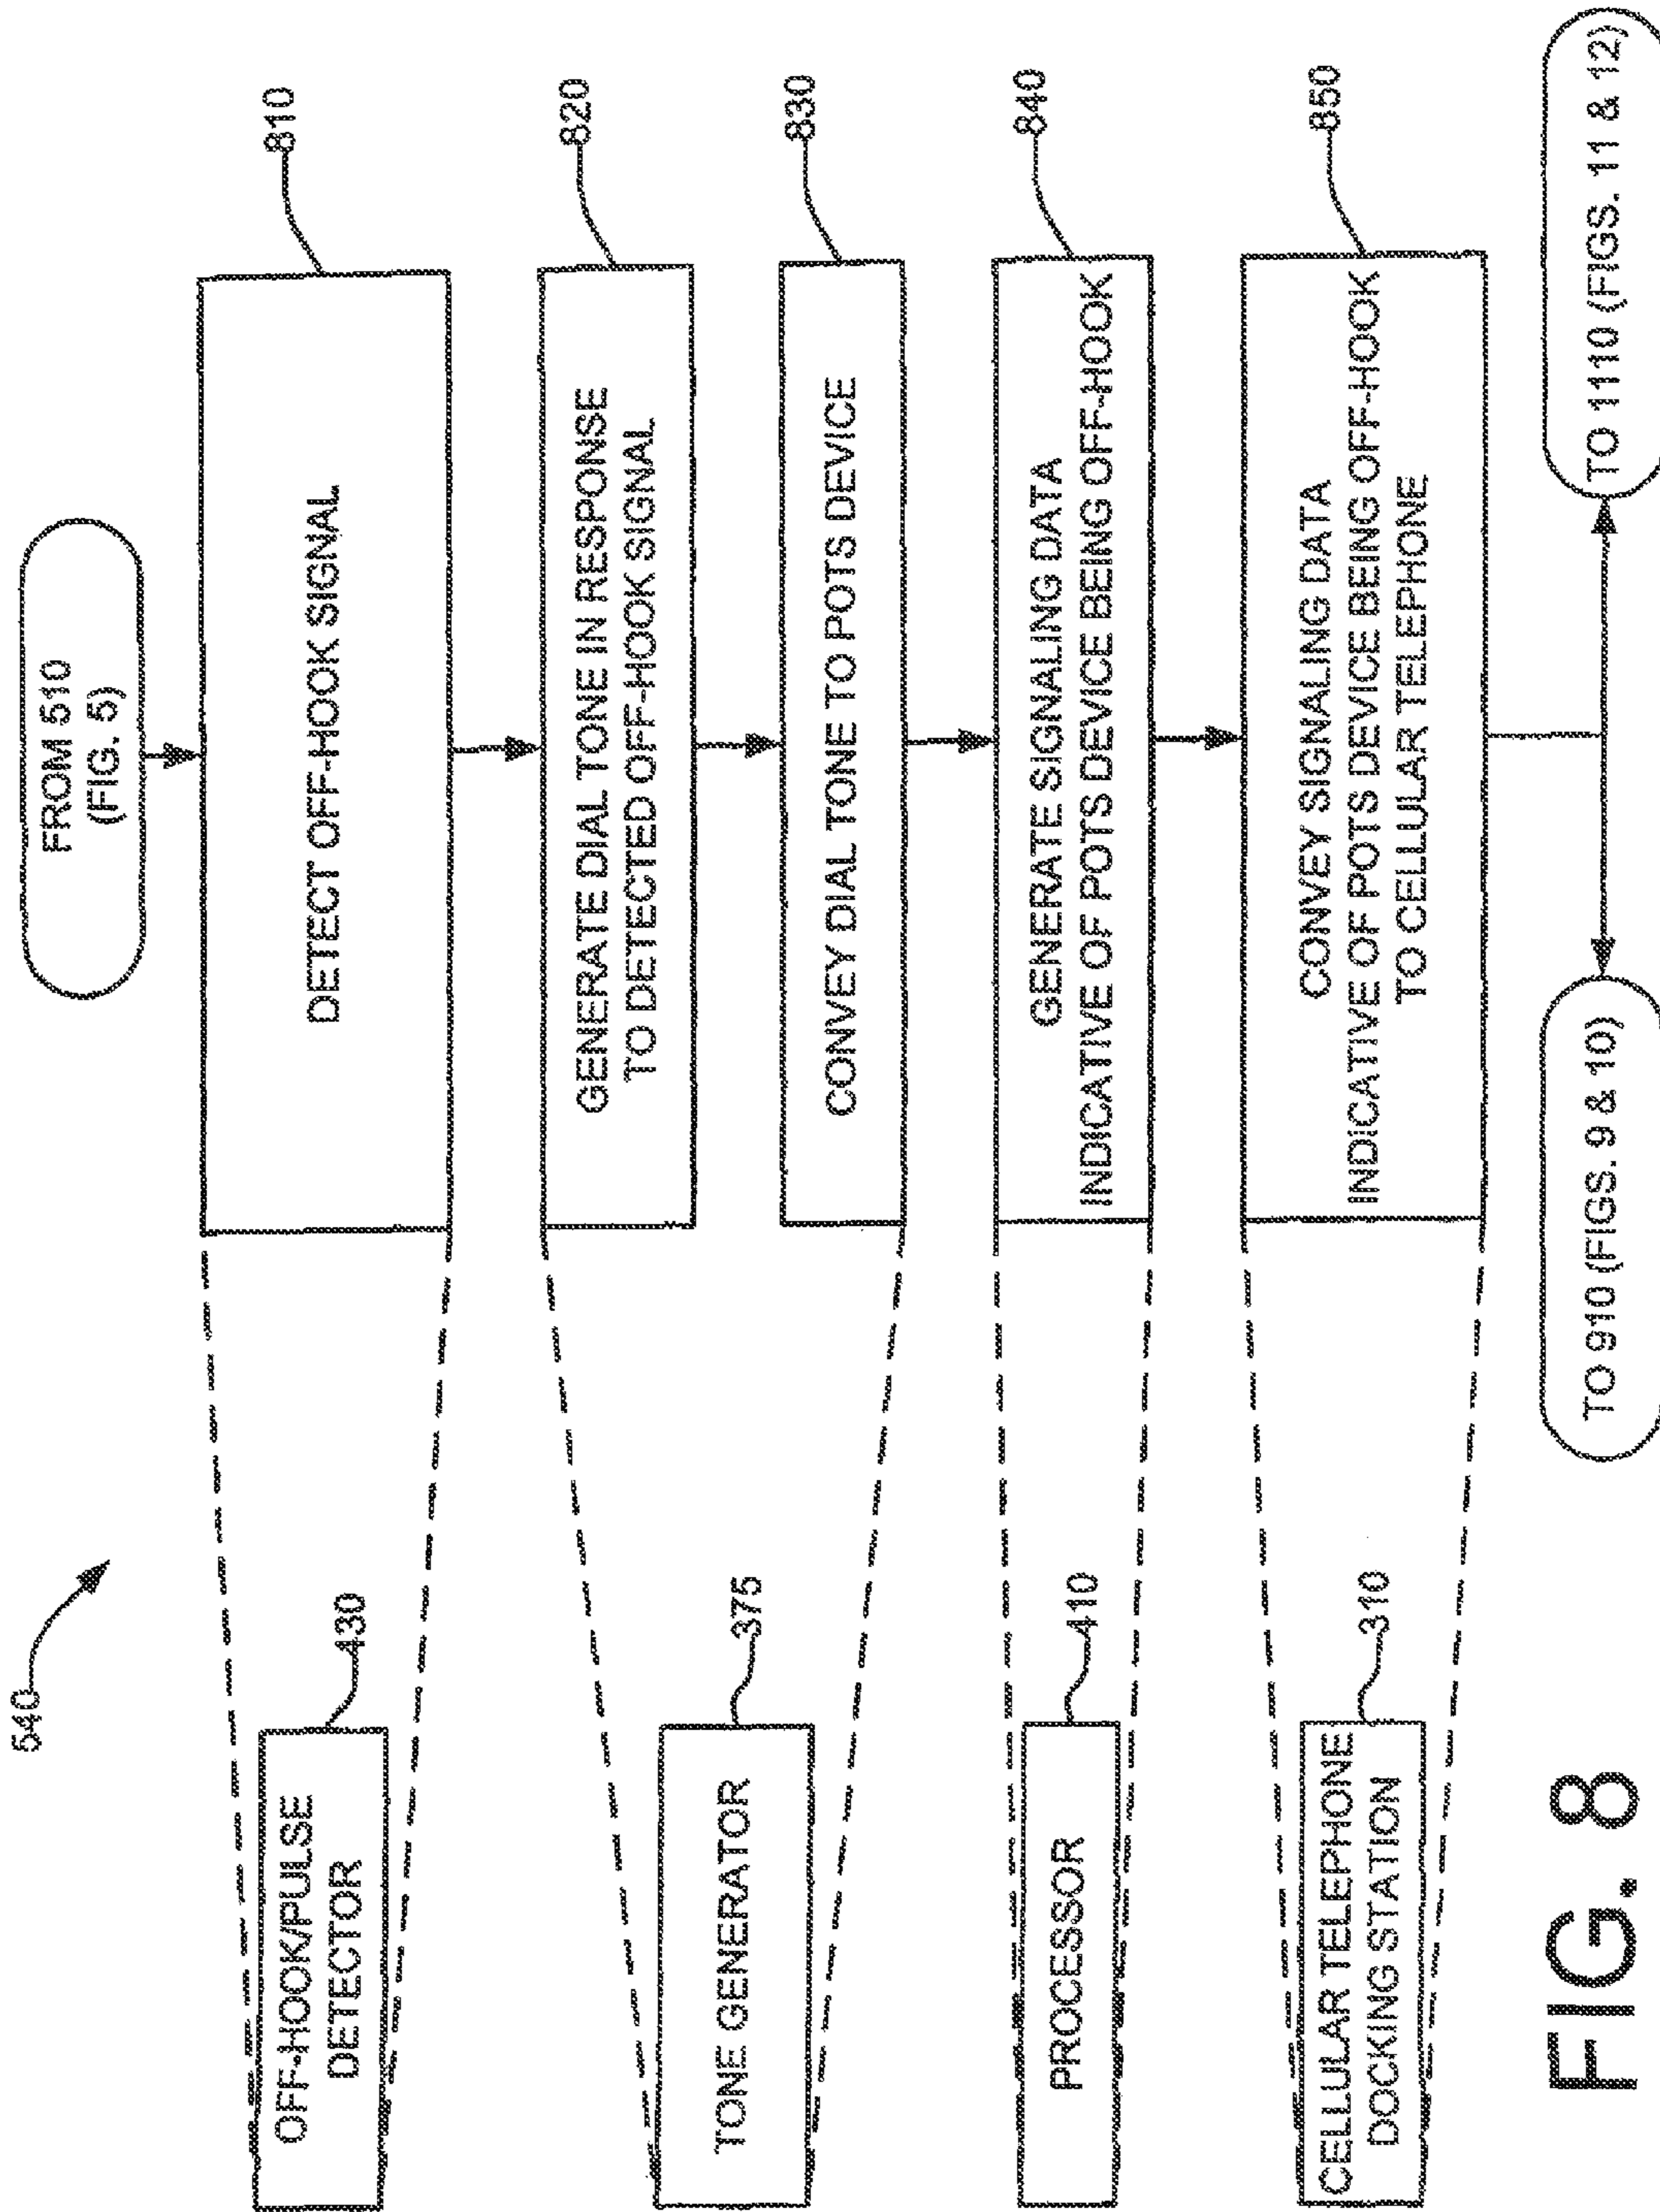 540
FROM 510
(FIG. 5)
OFF-HOOK/PULSE
DETECTOR
430
DETECT OFF-HOOK SIGNAL
810
TONE GENERATOR
375
GENERATE DIAL TONE IN RESPONSE
TO DETECTED OFF-HOOK SIGNAL
820
CONVEY DIAL TONE TO POTS DEVICE
830
PROCESSOR
410
GENERATE SIGNALING DATA
INDICATIVE OF POTS DEVICE BEING OFF-HOOK
840
CELLULAR TELEPHONE
DOCKING STATION
310
CONVEY SIGNALING DATA
INDICATIVE OF POTS DEVICE BEING OFF-HOOK
TO CELLULAR TELEPHONE
850
TO 910 (FIGS. 9 & 10)
TO 1110 (FIGS. 11 & 12)
FIG. 8